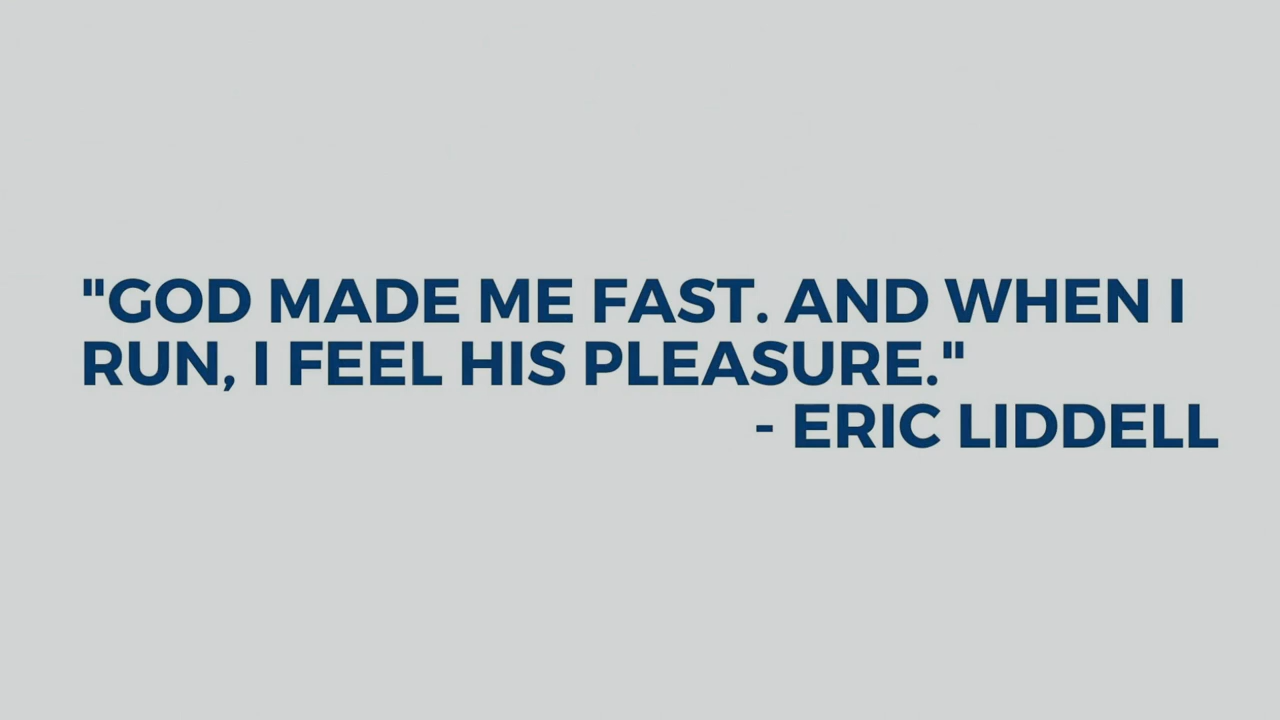 "GOD MADE ME FAST. AND WHEN I
RUN, I FEEL HIS PLEASURE."
- ERIC LIDDELL